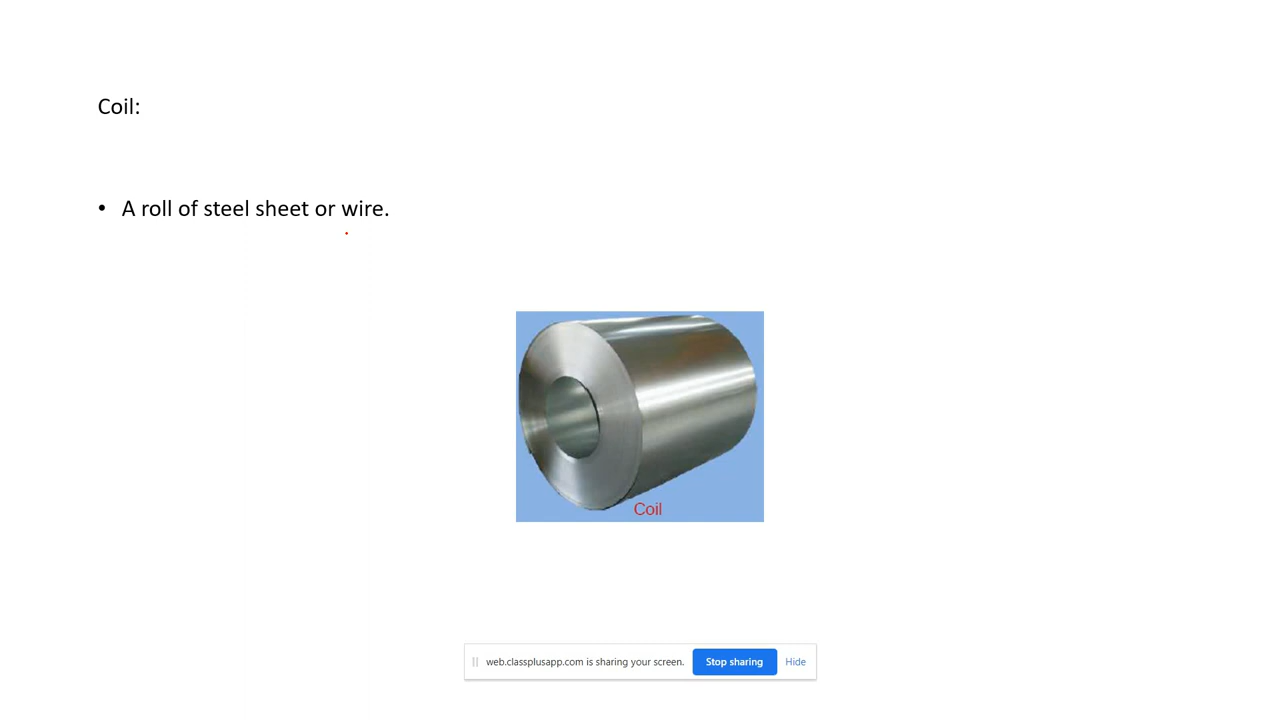 Coil:
• A roll of steel sheet or wire.
Coil
web.classplusapp.com is sharing your screen. Stop sharing Hide